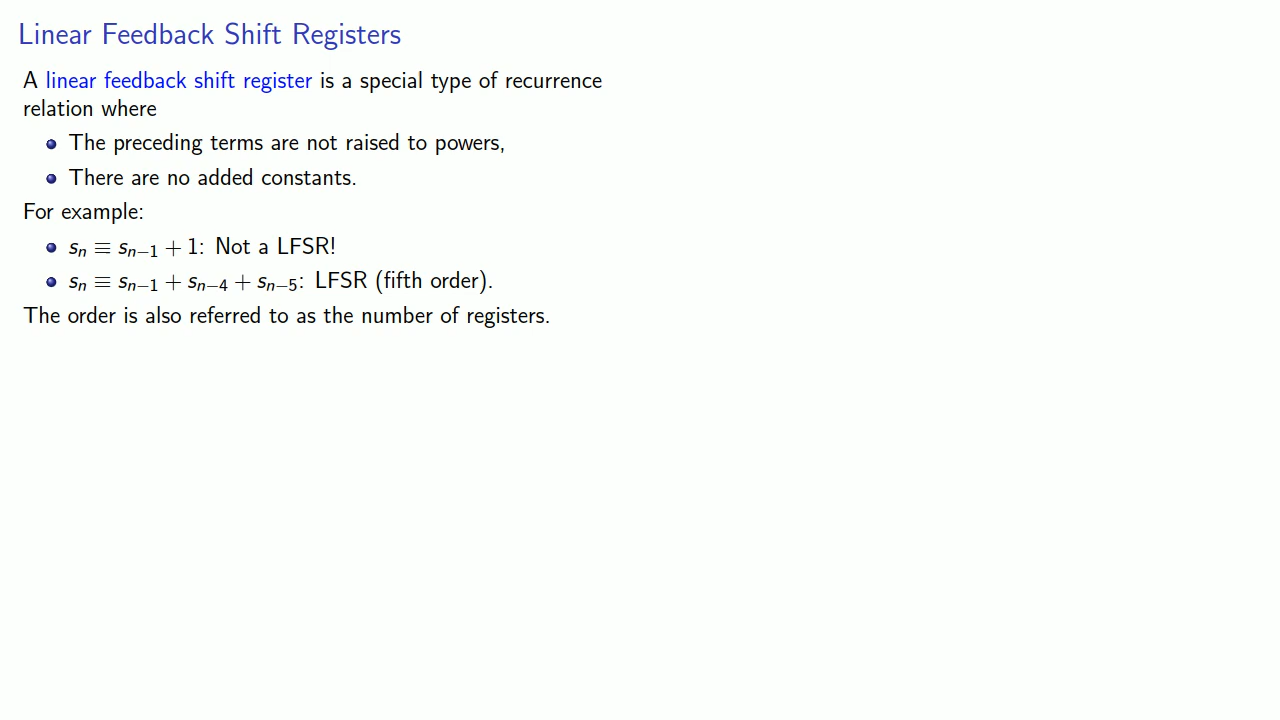 Linear Feedback Shift Registers
A linear feedback shift register is a special type of recurrence
relation where
The preceding terms are not raised to powers,
There are no added constants.
For example:
sₙ ≡ sₙ₋₁ + 1: Not a LFSR!
sₙ ≡ sₙ₋₁ + sₙ₋₄ + sₙ₋₅: LFSR (fifth order).
The order is also referred to as the number of registers.